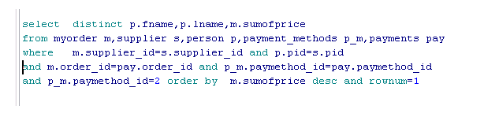 select distinct p.fname,p.lname,m.sumofprice
from myorder m,supplier s,person p,payment_methods p_m,payments pay
where m.supplier_id=s.supplier_id and p.pid=s.pid
and m.order_id=pay.order_id and p_m.paymethod_id=pay.paymethod_id
and p_m.paymethod_id=2 order by m.sumofprice desc and rownum=1